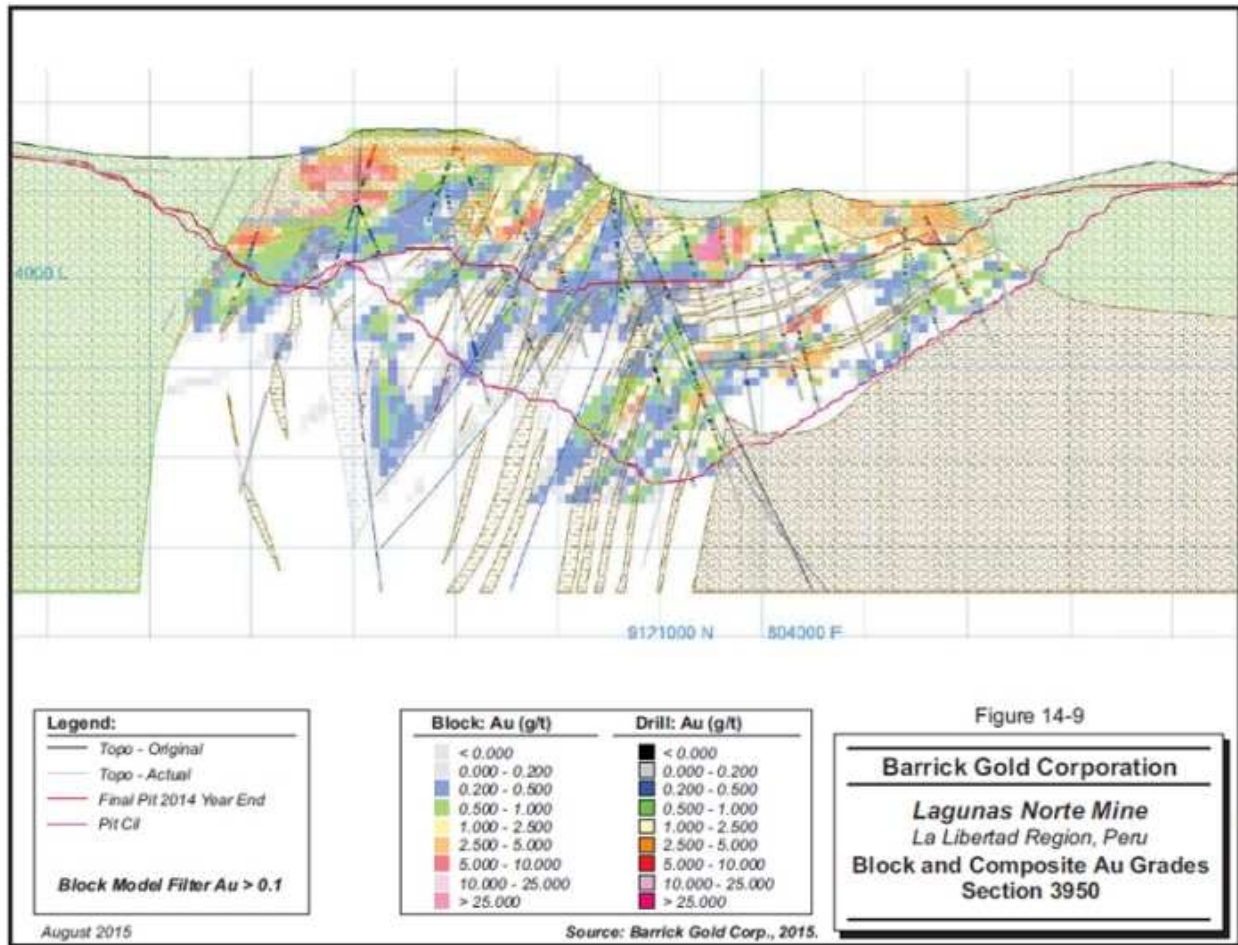 4000 L
9121000 N
804000 E
Legend:
Topo - Original
Topo - Actual
Final Pit 2014 Year End
Pit Cil
Block Model Filter Au > 0.1
Block: Au (g/t)
< 0.000
0.000 - 0.200
0.200 - 0.500
0.500 - 1.000
1.000 - 2.500
2.500 - 5.000
5.000 - 10.000
10.000 - 25.000
> 25.000
Drill: Au (g/t)
< 0.000
0.000 - 0.200
0.200 - 0.500
0.500 - 1.000
1.000 - 2.500
2.500 - 5.000
5.000 - 10.000
10.000 - 25.000
> 25.000
Figure 14-9
Barrick Gold Corporation
Lagunas Norte Mine
La Libertad Region, Peru
Block and Composite Au Grades
Section 3950
August 2015
Source: Barrick Gold Corp., 2015.